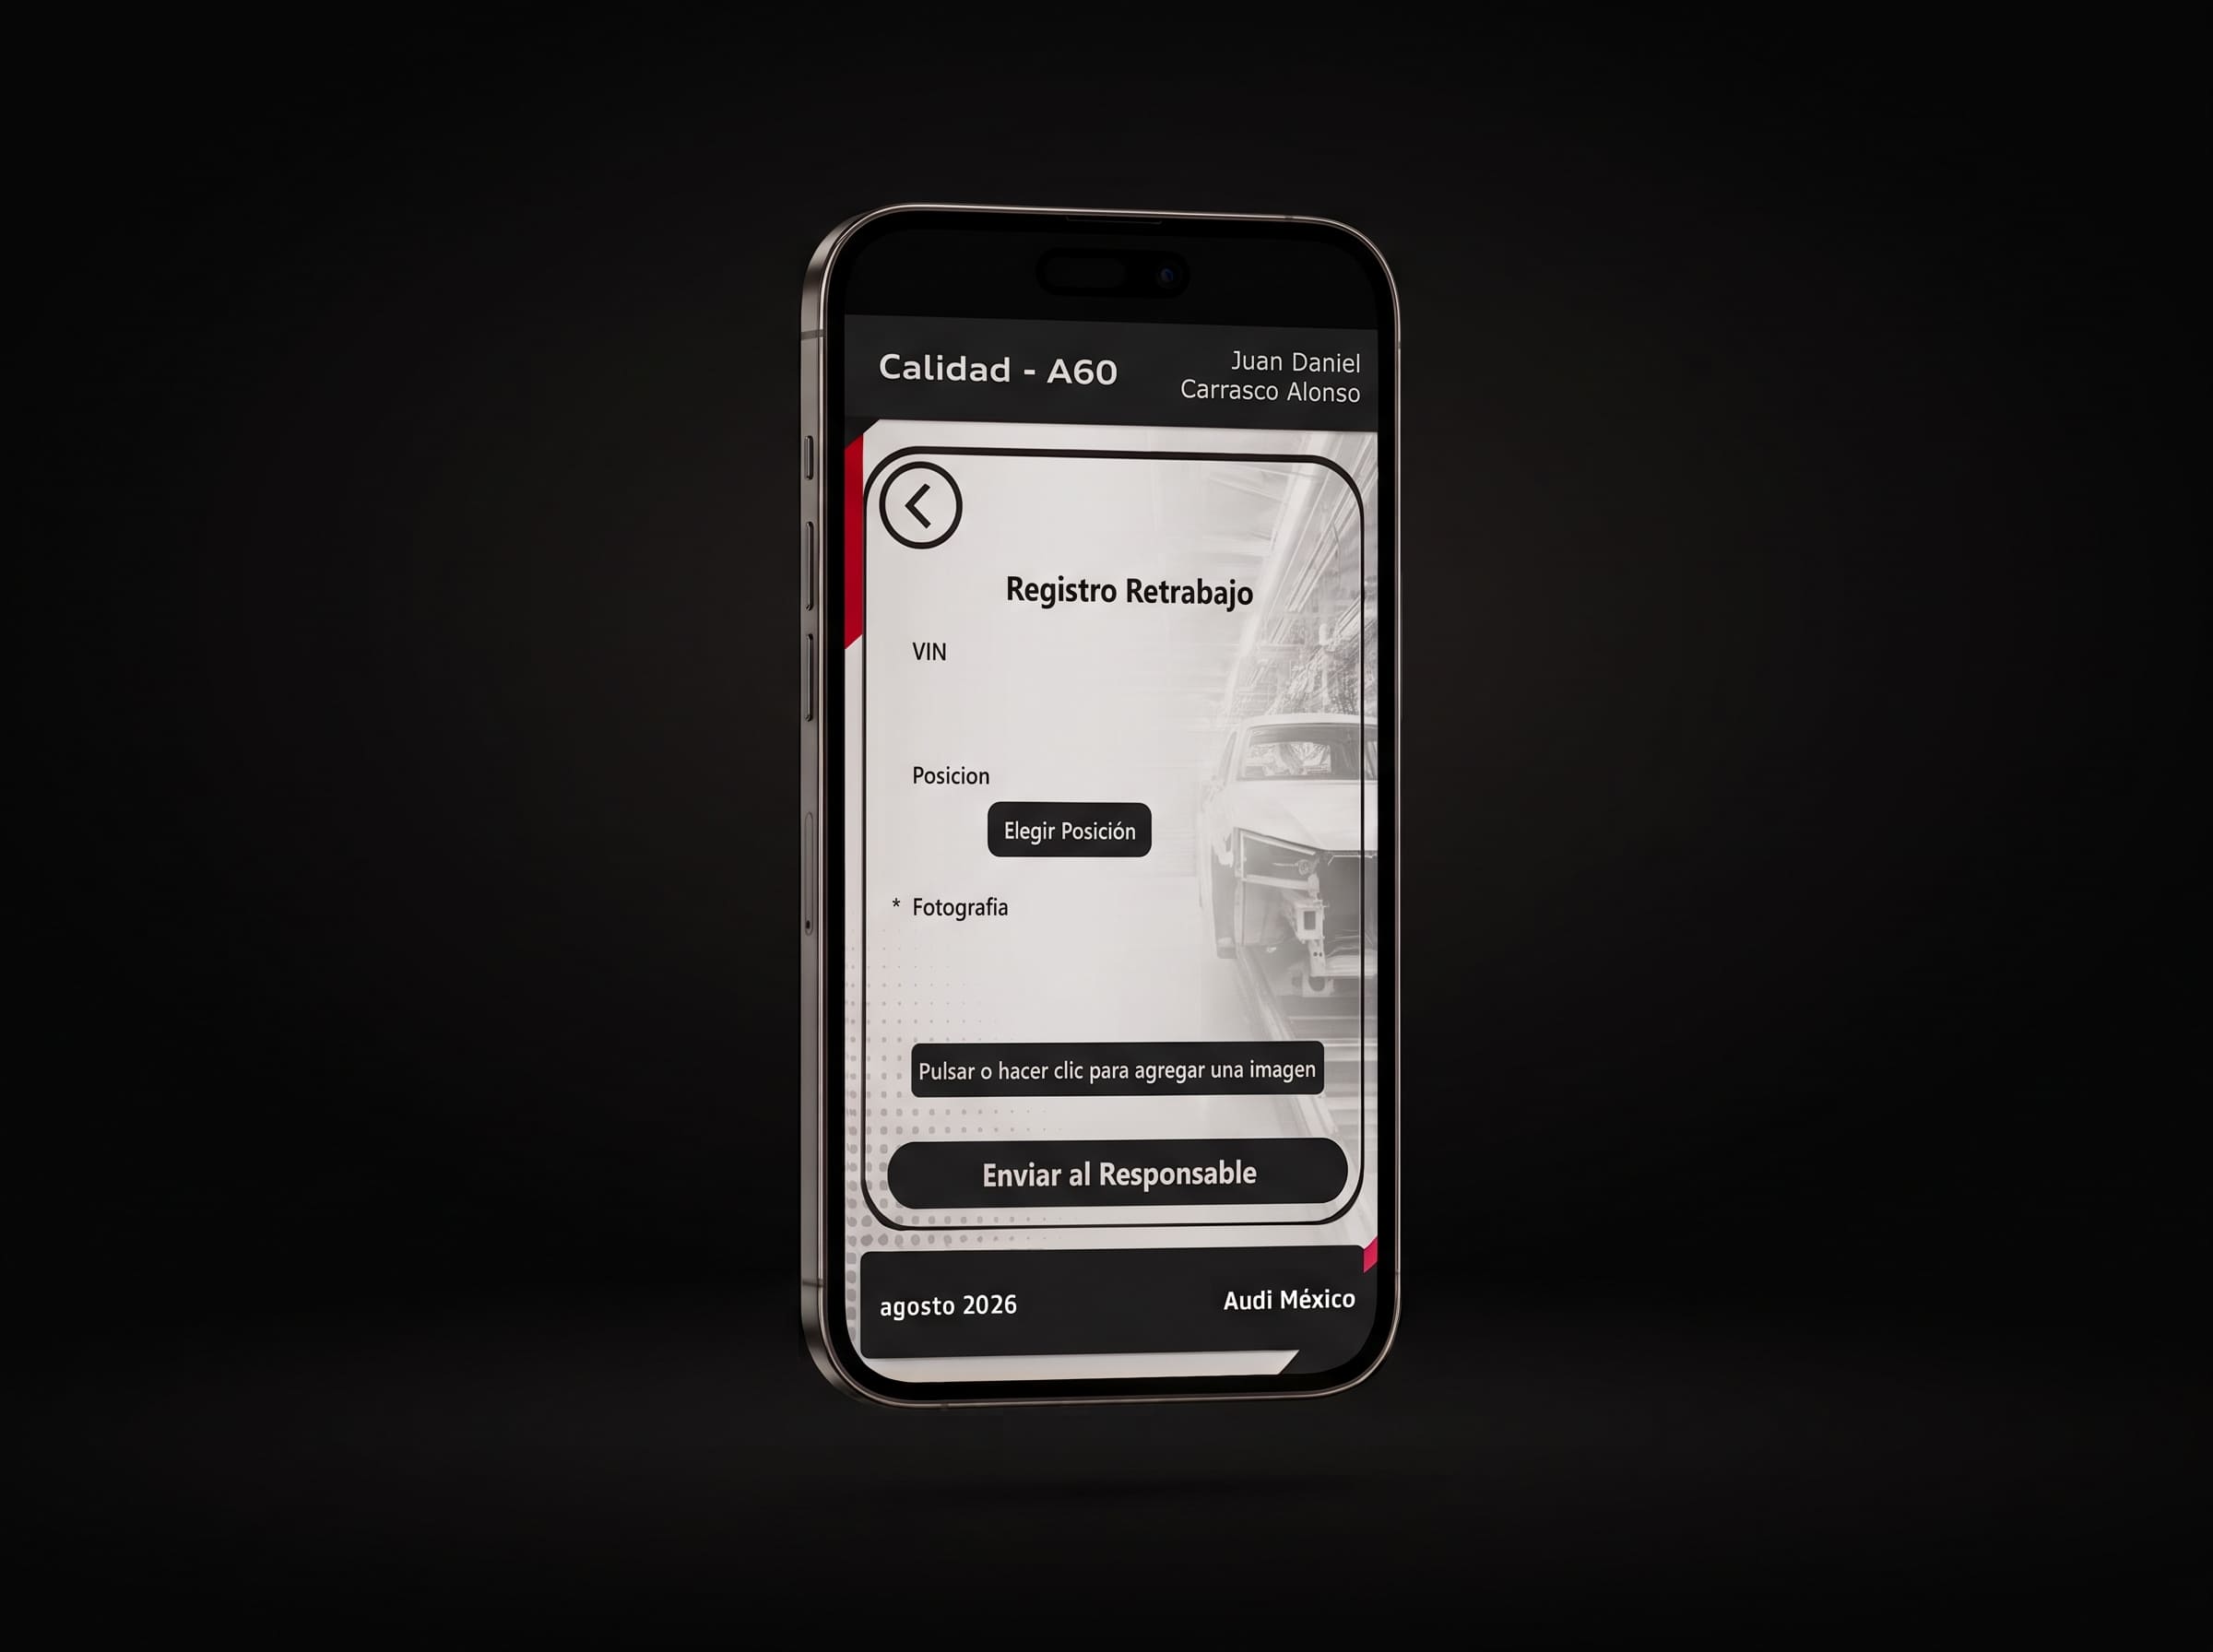 Calidad - A60
Juan Daniel
Carrasco Alonso
Registro Retrabajo
VIN
Posicion
Elegir Posición
* Fotografia
Pulsar o hacer clic para agregar una imagen
Enviar al Responsable
agosto 2026
Audi México